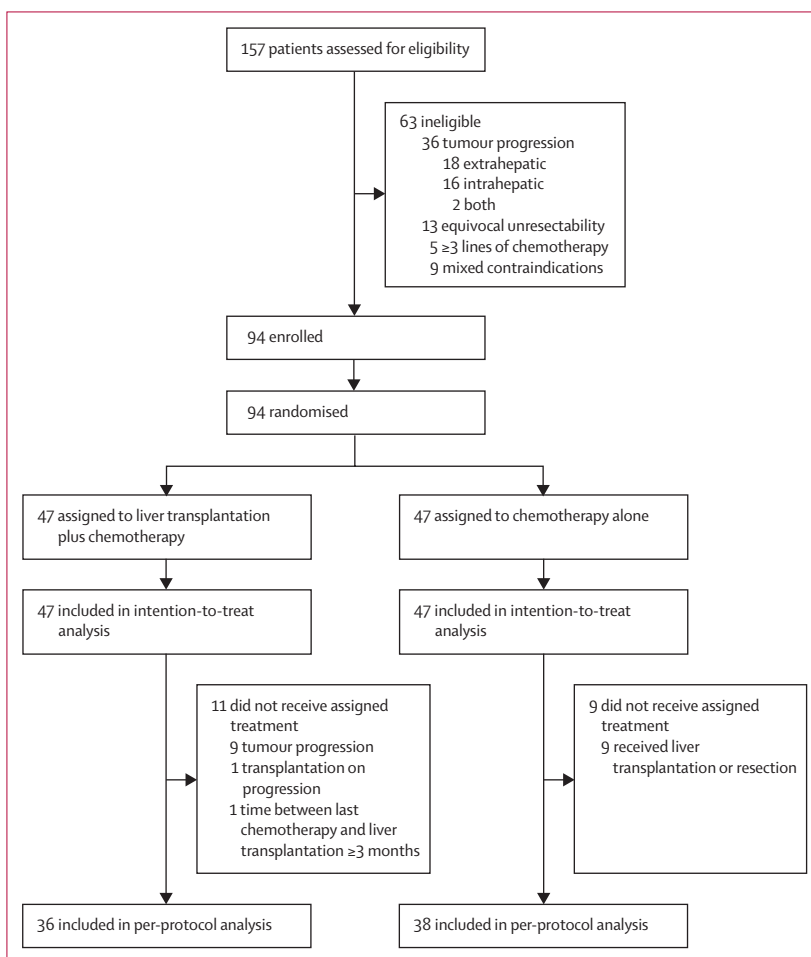 157 patients assessed for eligibility
63 ineligible
36 tumour progression
18 extrahepatic
16 intrahepatic
2 both
13 equivocal unresectability
5 ≥3 lines of chemotherapy
9 mixed contraindications
94 enrolled
94 randomised
47 assigned to liver transplantation
plus chemotherapy
47 assigned to chemotherapy alone
47 included in intention-to-treat
analysis
47 included in intention-to-treat
analysis
11 did not receive assigned
treatment
9 tumour progression
1 transplantation on
progression
1 time between last
chemotherapy and liver
transplantation ≥3 months
9 did not receive assigned
treatment
9 received liver
transplantation or resection
36 included in per-protocol analysis
38 included in per-protocol analysis